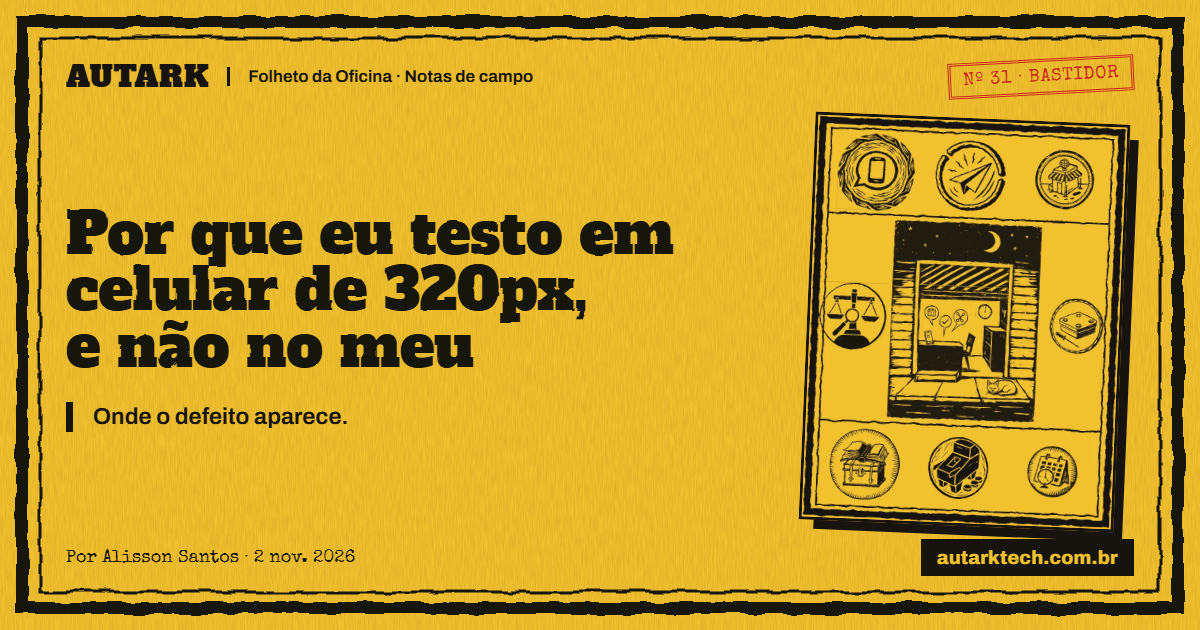 AUTARK
Folheto da Oficina · Notas de campo
Nº 31 · BASTIDOR
Por que eu testo em
celular de 320px,
e não no meu
Onde o defeito aparece.
Por Alisson Santos · 2 nov. 2026
autarktech.com.br